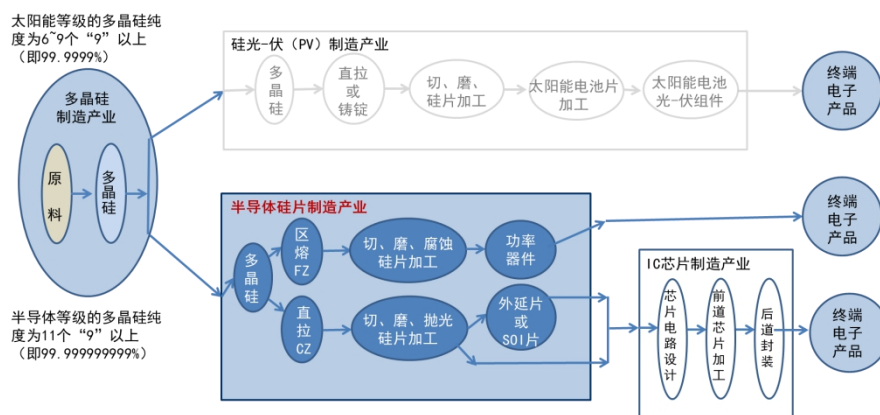 太阳能等级的多晶硅纯
度为6~9个“9”以上
（即99.9999%）
多晶硅
制造产业
原
料
多
晶
硅
半导体等级的多晶硅纯
度为11个“9”以上
（即99.999999999%）
硅光-伏（PV）制造产业
多
晶
硅
直拉
或
铸锭
切、磨、
硅片加工
太阳能电池片
加工
太阳能电池
光-伏组件
终端
电子
产品
半导体硅片制造产业
多
晶
硅
区
熔
FZ
切、磨、腐蚀
硅片加工
功率
器件
终端
电子
产品
直
拉
CZ
切、磨、抛光
硅片加工
外延片
或
SOI片
IC芯片制造产业
芯
片
电
路
设
计
前
道
芯
片
加
工
后
道
封
装
终端
电子
产品